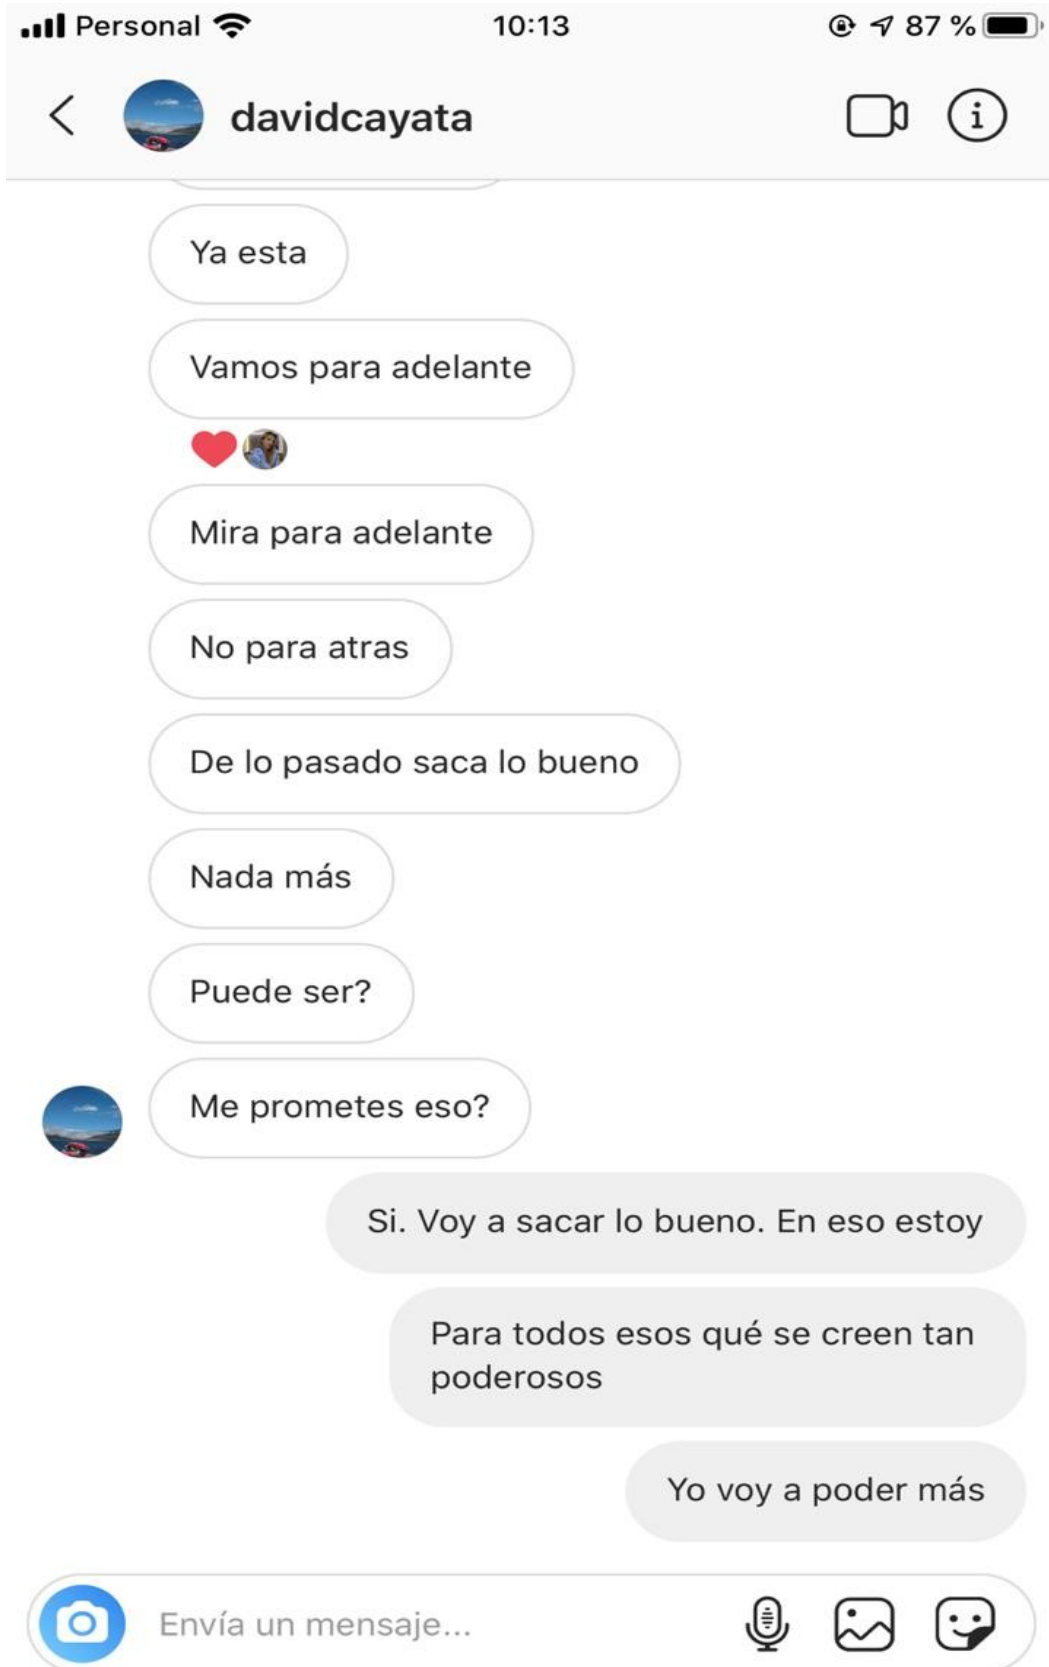 Personal 10:13 87 %
davidcayata
Ya esta
Vamos para adelante
Mira para adelante
No para atras
De lo pasado saca lo bueno
Nada más
Puede ser?
Me prometes eso?
Si. Voy a sacar lo bueno. En eso estoy
Para todos esos qué se creen tan
poderosos
Yo voy a poder más
Envía un mensaje...